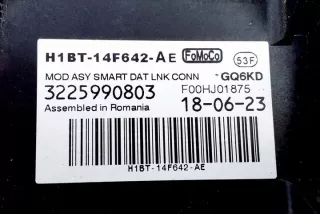 H1BT-14F642-AE FoMoCo 53F
MOD ASY SMART DAT LNK CONN GQ6KD
3225990803 F00HJ01875
Assembled in Romania 18-06-23
H1BT-14F642-AE